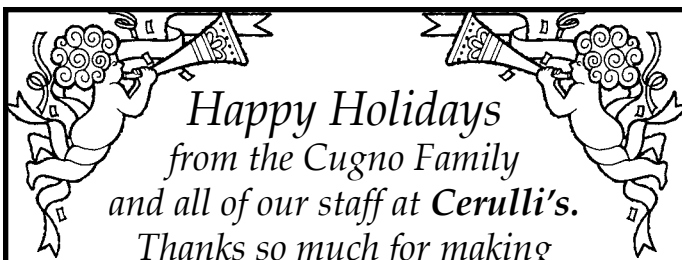 Happy Holidays
from the Cugno Family
and all of our staff at Cerulli’s.
Thanks so much for making